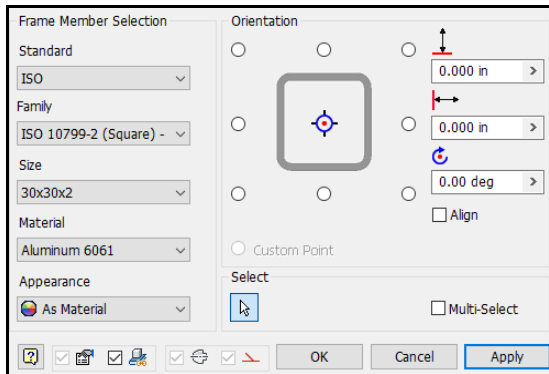 Frame Member Selection
Standard
ISO
Family
ISO 10799-2 (Square) -
Size
30x30x2
Material
Aluminum 6061
Appearance
As Material
Orientation
0.000 in
0.000 in
0.00 deg
Align
Custom Point
Select
Multi-Select
OK
Cancel
Apply